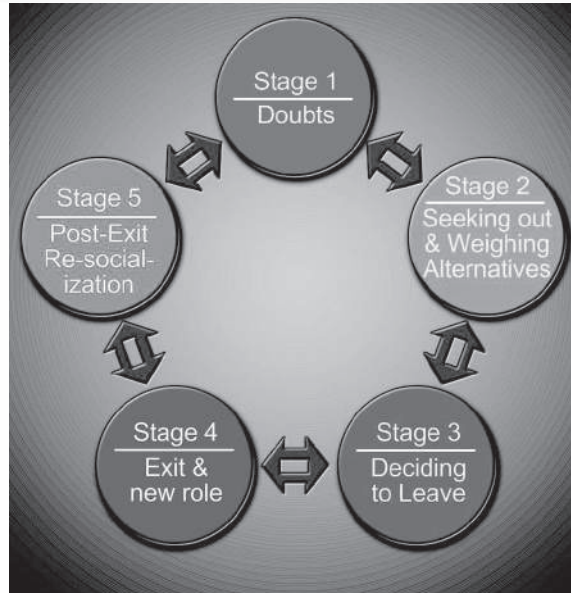 Stage 1
Doubts
Stage 2
Seeking out
& Weighing
Alternatives
Stage 3
Deciding
to Leave
Stage 4
Exit &
new role
Stage 5
Post-Exit
Re-social-
ization